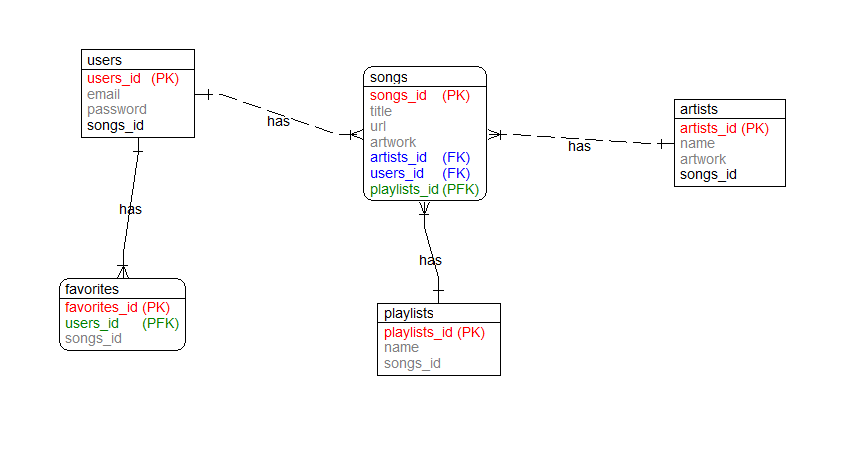 users
users_id (PK)
email
password
songs_id
has
songs
songs_id (PK)
title
url
artwork
artists_id (FK)
users_id (FK)
playlists_id (PFK)
has
artists
artists_id (PK)
name
artwork
songs_id
has
favorites
favorites_id (PK)
users_id (PFK)
songs_id
has
playlists
playlists_id (PK)
name
songs_id